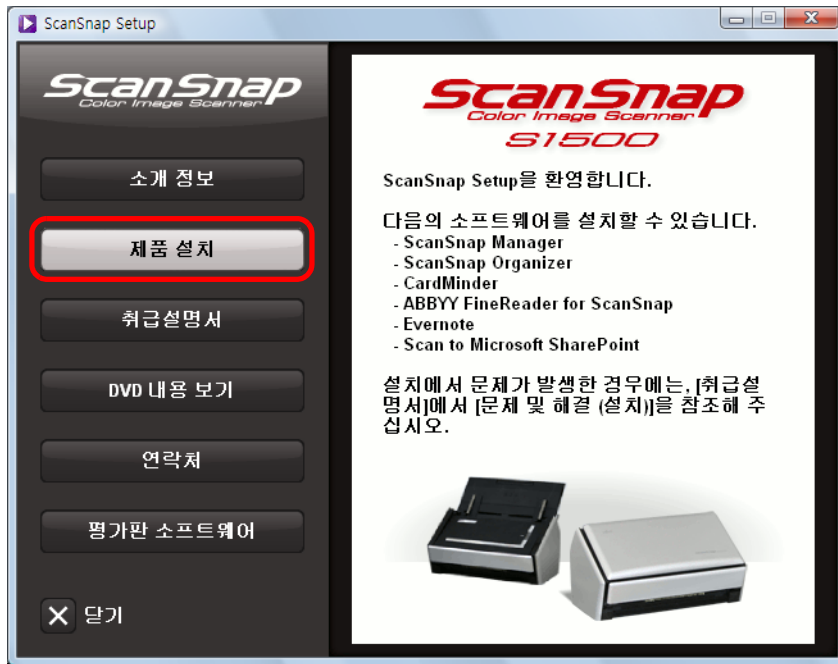 ScanSnap Setup
ScanSnap
Color Image Scanner
소개 정보
제품 설치
취급설명서
DVD 내용 보기
연락처
평가판 소프트웨어
닫기
ScanSnap
Color Image Scanner
S1500
ScanSnap Setup을 환영합니다.
다음의 소프트웨어를 설치할 수 있습니다.
- ScanSnap Manager
- ScanSnap Organizer
- CardMinder
- ABBYY FineReader for ScanSnap
- Evernote
- Scan to Microsoft SharePoint
설치에서 문제가 발생한 경우에는, [취급설
명서]에서 [문제 및 해결 (설치)]을 참조해 주
십시오.